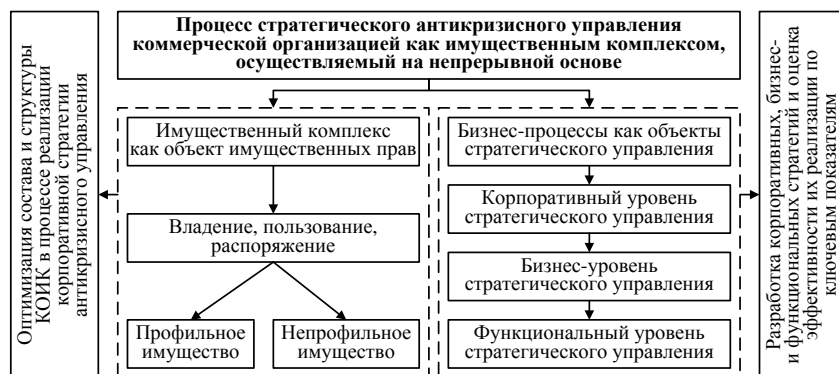 Процесс стратегического антикризисного управления
коммерческой организацией как имущественным комплексом,
осуществляемый на непрерывной основе
Оптимизация состава и структуры
КОИК в процессе реализации
корпоративной стратегии
антикризисного управления
Имущественный комплекс
как объект имущественных прав
Владение, пользование,
распоряжение
Профильное
имущество
Непрофильное
имущество
Бизнес-процессы как объекты
стратегического управления
Корпоративный уровень
стратегического управления
Бизнес-уровень
стратегического управления
Функциональный уровень
стратегического управления
Разработка корпоративных, бизнес-
и функциональных стратегий и оценка
эффективности их реализации по
ключевым показателям